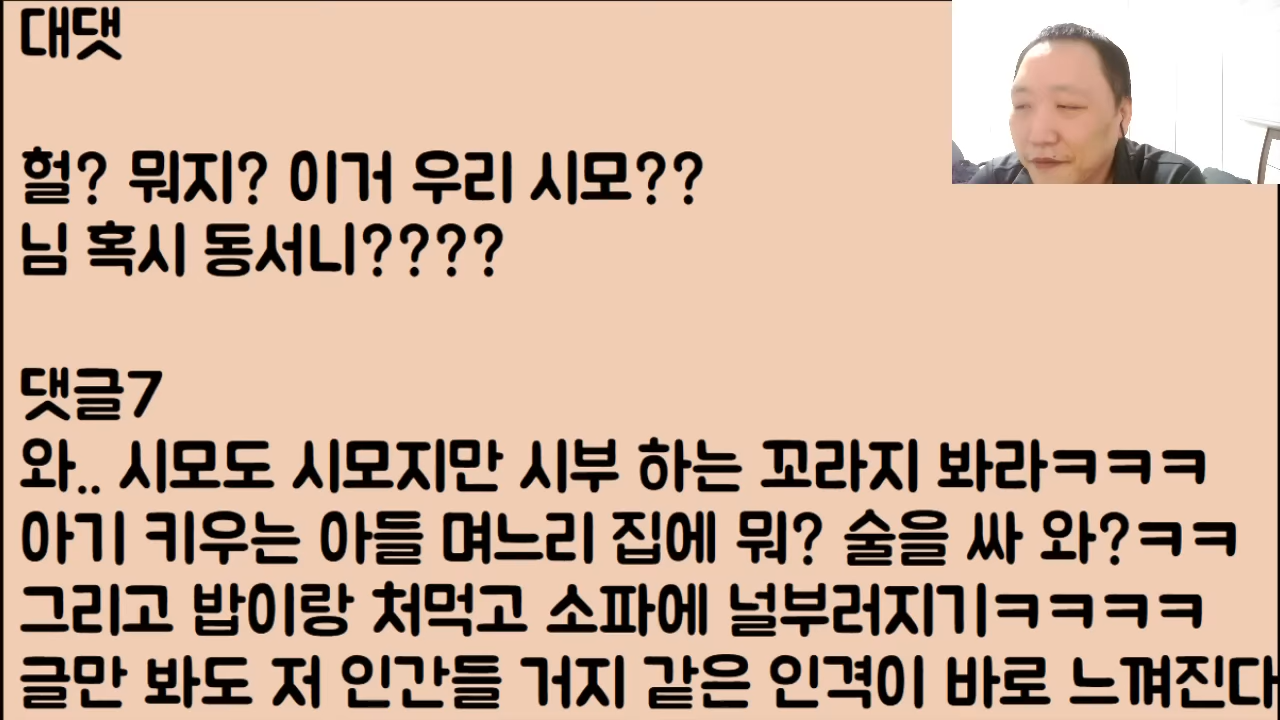 대댓
헐? 뭐지? 이거 우리 시모??
님 혹시 동서니????
댓글7
와.. 시모도 시모지만 시부 하는 꼬라지 봐라ㅋㅋㅋ
아기 키우는 아들 며느리 집에 뭐? 술을 싸 와?ㅋㅋ
그리고 밥이랑 처먹고 소파에 널부러지기ㅋㅋㅋㅋ
글만 봐도 저 인간들 거지 같은 인격이 바로 느껴진다